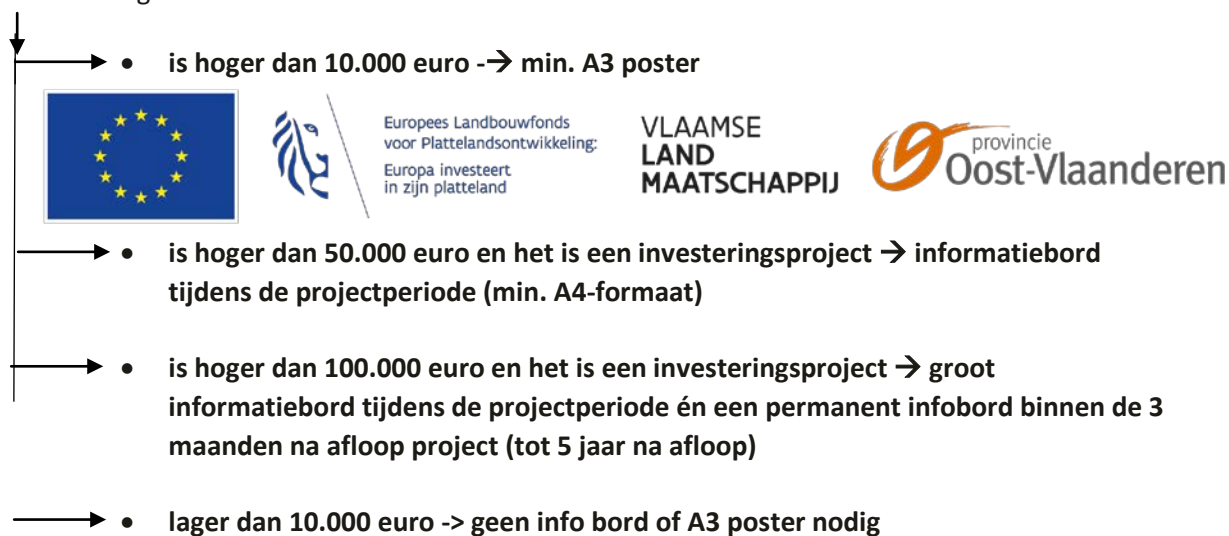 • is hoger dan 10.000 euro -→ min. A3 poster
Europees Landbouwfonds
voor Plattelandsontwikkeling:
Europa investeert
in zijn platteland
VLAAMSE
LAND
MAATSCHAPPIJ
provincie
Oost-Vlaanderen
• is hoger dan 50.000 euro en het is een investeringsproject → informatiebord
tijdens de projectperiode (min. A4-formaat)
• is hoger dan 100.000 euro en het is een investeringsproject → groot
informatiebord tijdens de projectperiode én een permanent infobord binnen de 3
maanden na afloop project (tot 5 jaar na afloop)
• lager dan 10.000 euro -> geen info bord of A3 poster nodig